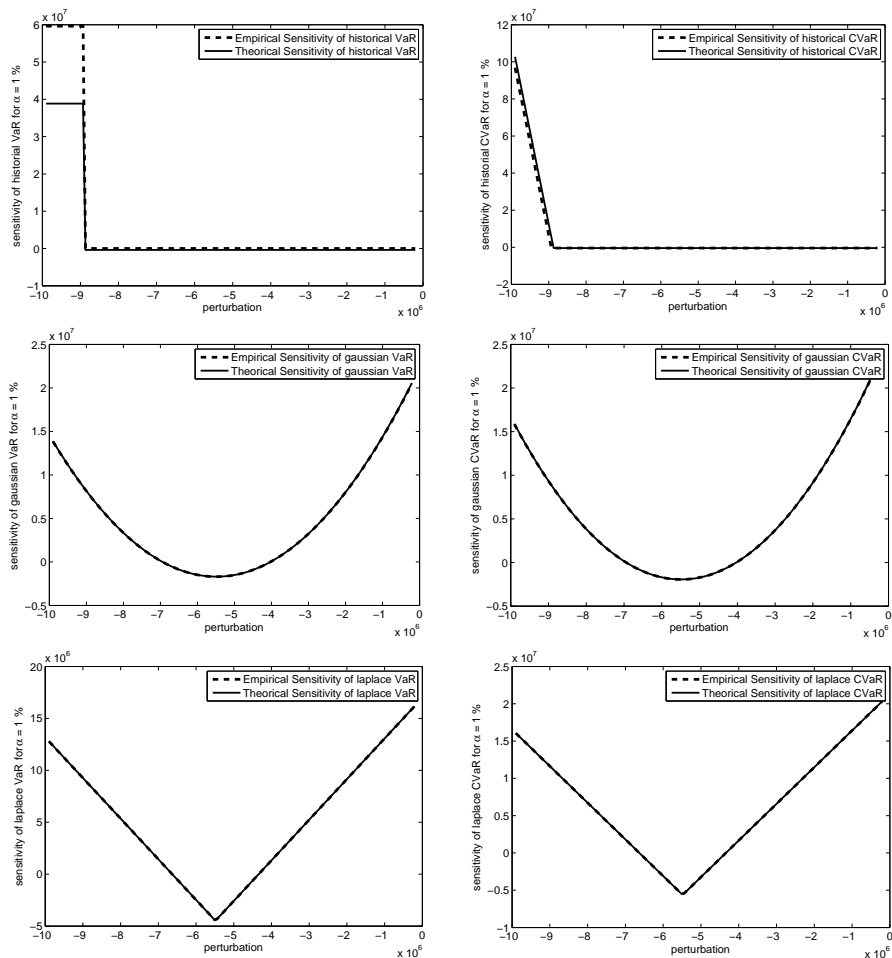 x 10^7
Empirical Sensitivity of historical VaR
Theorical Sensitivity of historical VaR
sensitivity of historial VaR for α = 1 %
6
5
4
3
2
1
0
−1
−10 −9 −8 −7 −6 −5 −4 −3 −2 −1 0
perturbation
x 10^6
x 10^7
Empirical Sensitivity of historical CVaR
Theorical Sensitivity of historical CVaR
sensitivity of historical CVaR for α = 1 %
12
10
8
6
4
2
0
−2
−10 −9 −8 −7 −6 −5 −4 −3 −2 −1 0
perturbation
x 10^6
x 10^7
Empirical Sensitivity of gaussian VaR
Theorical Sensitivity of gaussian VaR
sensitivity of gaussian VaR for α = 1 %
2.5
2
1.5
1
0.5
0
−0.5
−10 −9 −8 −7 −6 −5 −4 −3 −2 −1 0
perturbation
x 10^6
x 10^7
Empirical Sensitivity of gaussian CVaR
Theorical Sensitivity of gaussian CVaR
sensitivity of gaussian CVaR for α = 1 %
2.5
2
1.5
1
0.5
0
−0.5
−10 −9 −8 −7 −6 −5 −4 −3 −2 −1 0
perturbation
x 10^6
x 10^6
Empirical Sensitivity of laplace VaR
Theorical Sensitivity of laplace VaR
sensitivity of laplace VaR for α = 1 %
20
15
10
5
0
−5
−10 −9 −8 −7 −6 −5 −4 −3 −2 −1 0
perturbation
x 10^6
x 10^7
Empirical Sensitivity of laplace CVaR
Theorical Sensitivity of laplace CVaR
sensitivity of laplace CVaR for α = 1 %
2.5
2
1.5
1
0.5
0
−0.5
−1
−10 −9 −8 −7 −6 −5 −4 −3 −2 −1 0
perturbation
x 10^6